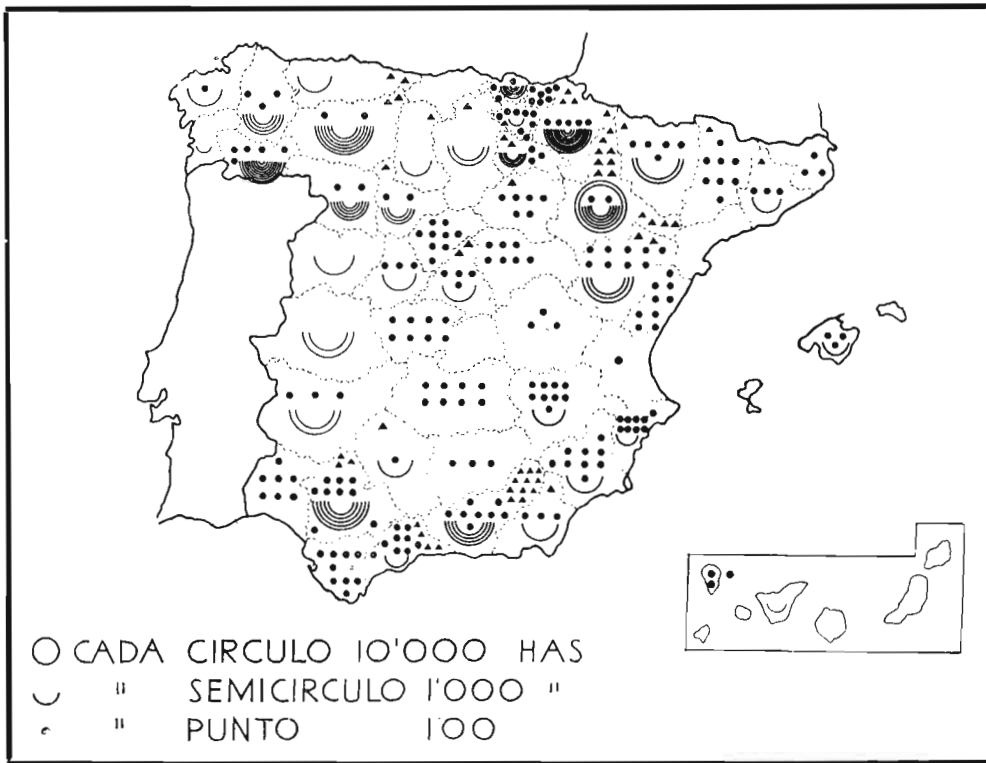 CADA CIRCULO 10'000 HAS
" SEMICIRCULO 1'000 "
" PUNTO 100